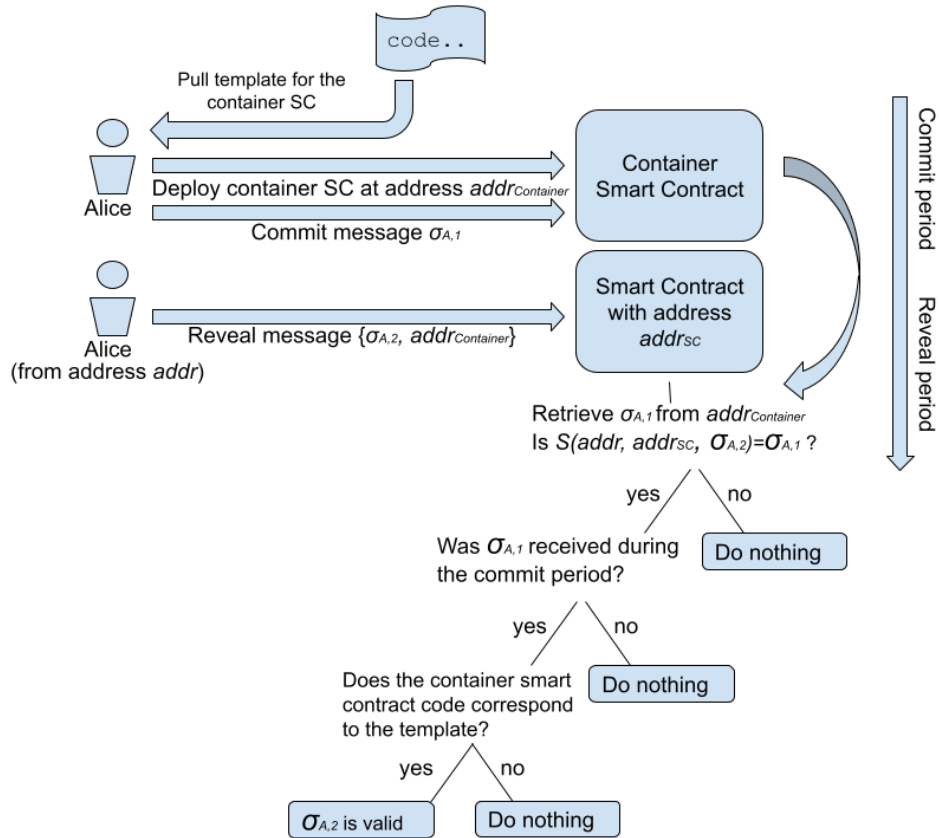 code..
Pull template for the
container SC
Alice
Deploy container SC at address addrContainer
Commit message σA,1
Container
Smart Contract
Commit period
Reveal period
Alice
(from address addr)
Reveal message {σA,2, addrContainer}
Smart Contract
with address
addrSC
Retrieve σA,1 from addrContainer
Is S(addr, addrSC, σA,2)=σA,1 ?
yes
no
Was σA,1 received during
the commit period?
Do nothing
yes
no
Does the container smart
contract code correspond
to the template?
Do nothing
yes
no
σA,2 is valid
Do nothing